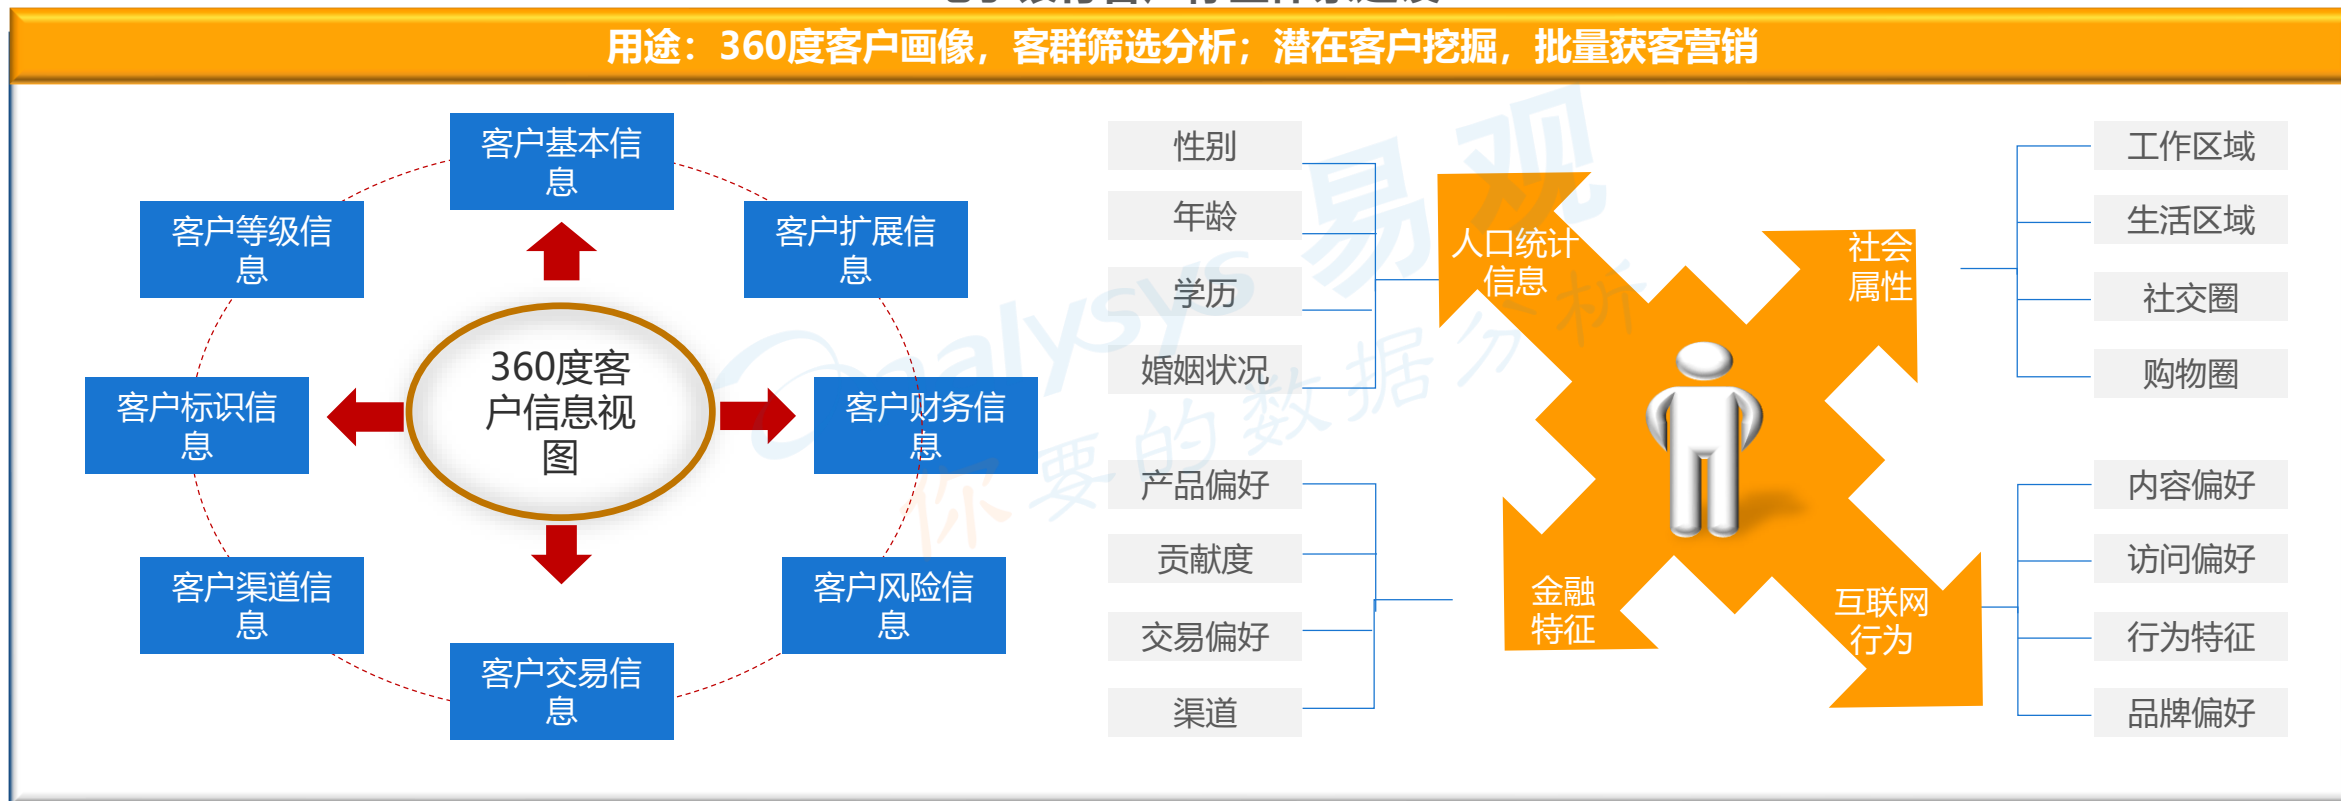 用途：360度客户画像，客群筛选分析；潜在客户挖掘，批量获客营销
客户基本信
息
客户等级信
息
客户扩展信
息
客户标识信
息
360度客
户信息视
图
客户财务信
息
客户渠道信
息
客户风险信
息
客户交易信
息
性别
年龄
学历
婚姻状况
产品偏好
贡献度
交易偏好
渠道
人口统计
信息
社会
属性
金融
特征
互联网
行为
工作区域
生活区域
社交圈
购物圈
内容偏好
访问偏好
行为特征
品牌偏好
analysys 易观
你要的数据分析